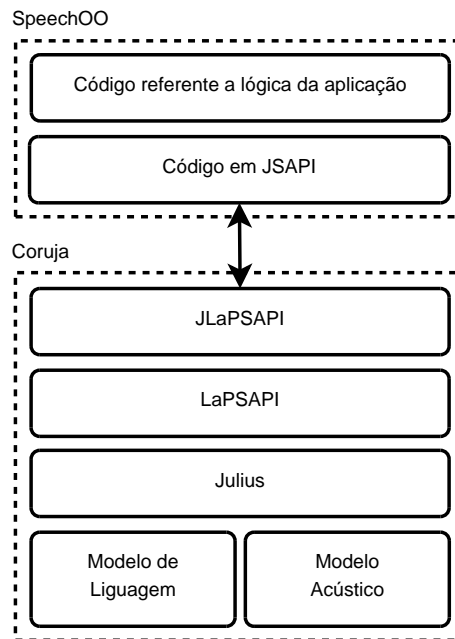 SpeechOO
Código referente a lógica da aplicação
Código em JSAPI
Coruja
JLaPSAPI
LaPSAPI
Julius
Modelo de
Liguagem
Modelo
Acústico